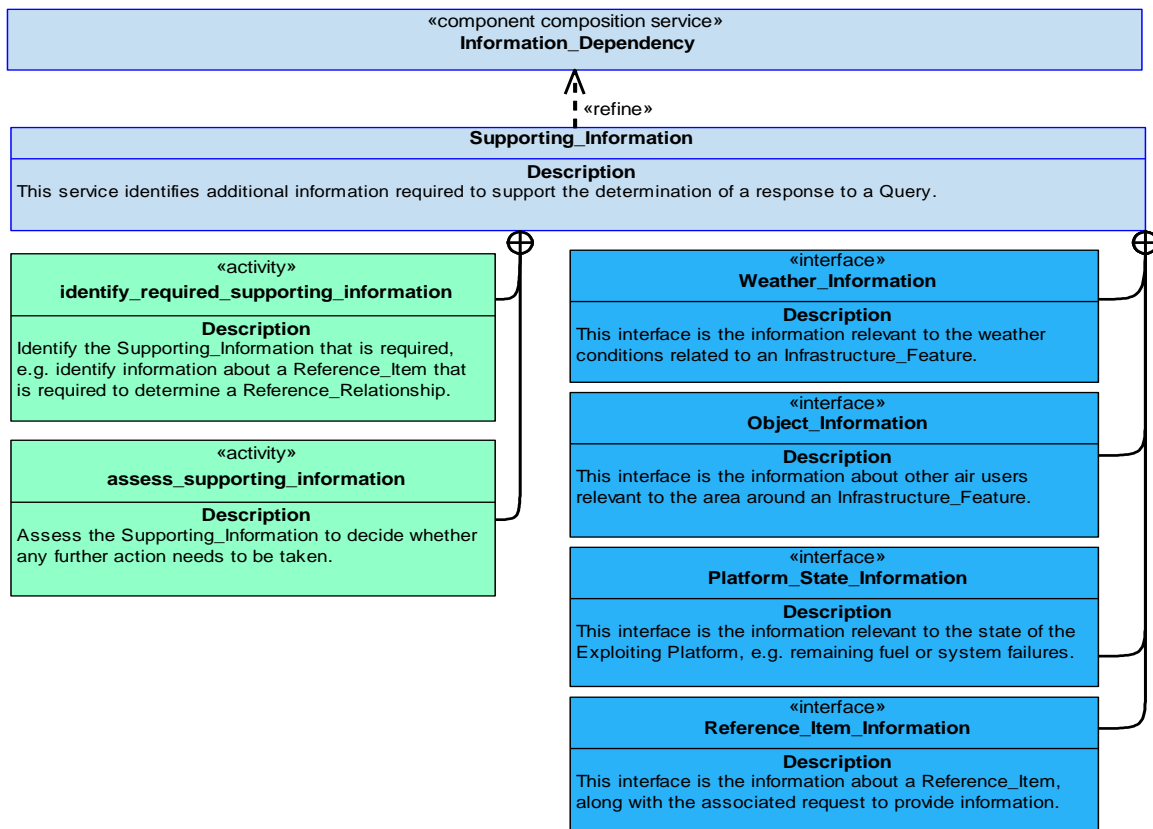 «component composition service»
Information_Dependency
«refine»
Supporting_Information
Description
This service identifies additional information required to support the determination of a response to a Query.
«activity»
identify_required_supporting_information
Description
Identify the Supporting_Information that is required,
e.g. identify information about a Reference_Item that
is required to determine a Reference_Relationship.
«activity»
assess_supporting_information
Description
Assess the Supporting_Information to decide whether
any further action needs to be taken.
«interface»
Weather_Information
Description
This interface is the information relevant to the weather
conditions related to an Infrastructure_Feature.
«interface»
Object_Information
Description
This interface is the information about other air users
relevant to the area around an Infrastructure_Feature.
«interface»
Platform_State_Information
Description
This interface is the information relevant to the state of the
Exploiting Platform, e.g. remaining fuel or system failures.
«interface»
Reference_Item_Information
Description
This interface is the information about a Reference_Item,
along with the associated request to provide information.